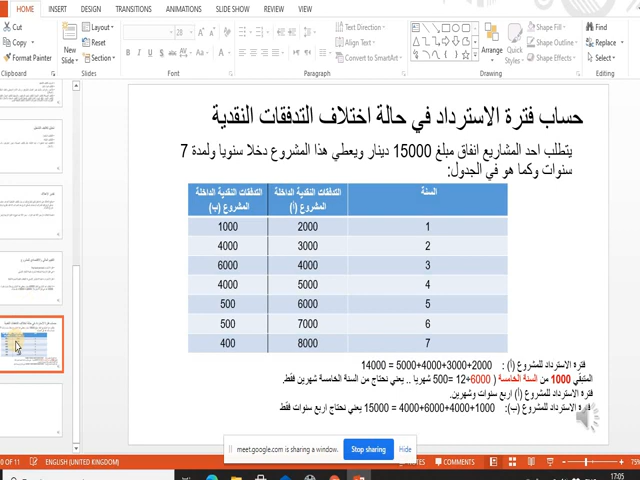 HOME INSERT DESIGN TRANSITIONS ANIMATIONS SLIDE SHOW REVIEW VIEW
Cut
Copy
Format Painter
Clipboard
New
Slide
Layout
Reset
Section
Slides
28
Font
Paragraph
Text Direction
Align Text
Convert to SmartArt
Drawing
Arrange
Quick
Styles
Shape Fill
Shape Outline
Shape Effects
Find
Replace
Select
Editing
حساب فترة الاسترداد في حالة اختلاف التدفقات النقدية
يتطلب احد المشاريع انفاق مبلغ 15000 دينار ويعطي هذا المشروع دخلا سنويا ولمدة 7
سنوات وكما هو في الجدول:
السنة التدفقات النقدية الداخلة المشروع (أ) التدفقات النقدية الداخلة المشروع (ب)
1 2000 1000
2 3000 4000
3 4000 6000
4 5000 4000
5 6000 500
6 7000 500
7 8000 400
فترة الاسترداد للمشروع (أ) : 2000+3000+4000+5000 = 14000
المتبقي 1000 من السنة الخامسة ( 6000÷12 =500 شهريا .. يعني نحتاج من السنة الخامسة شهرين فقط.
فترة الاسترداد للمشروع (أ) اربع سنوات وشهرين.
فترة الاسترداد للمشروع (ب): 1000+4000+6000+4000 = 15000 يعني نحتاج اربع سنوات فقط
meet.google.com is sharing a window.
Stop sharing
Hide
OF 11
ENGLISH (UNITED KINGDOM)
NOTES
COMMENTS
75%
17:05